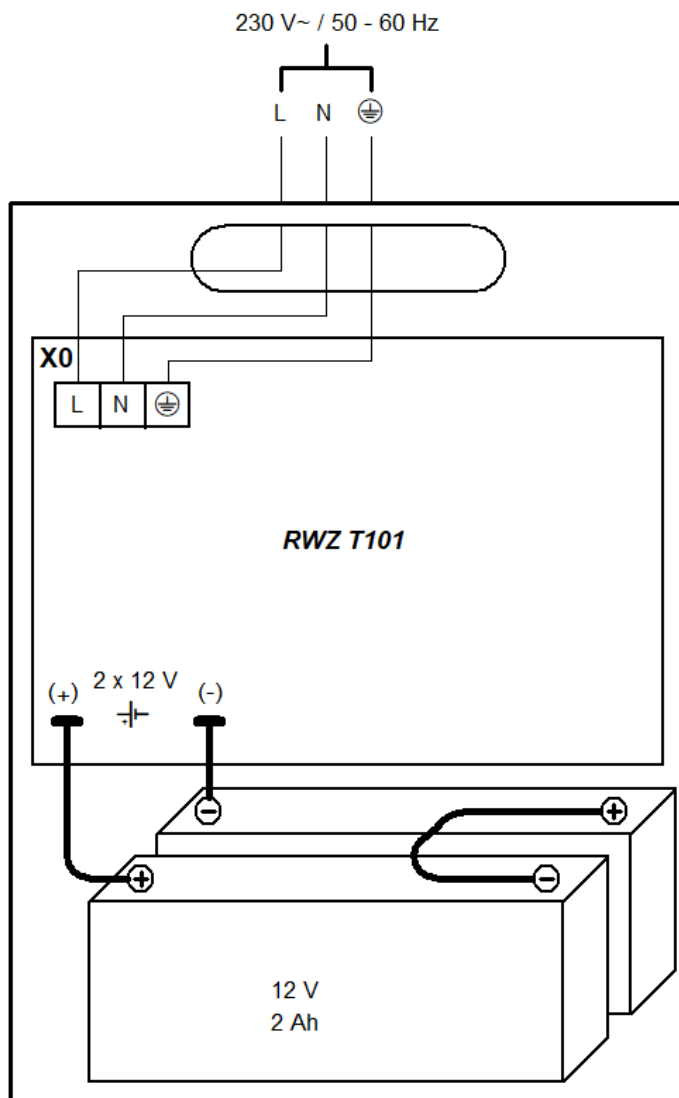 230 V~ / 50 - 60 Hz
L N
X0
L N
RWZ T101
2 x 12 V
(+) (-)
+
- +
+ -
12 V
2 Ah